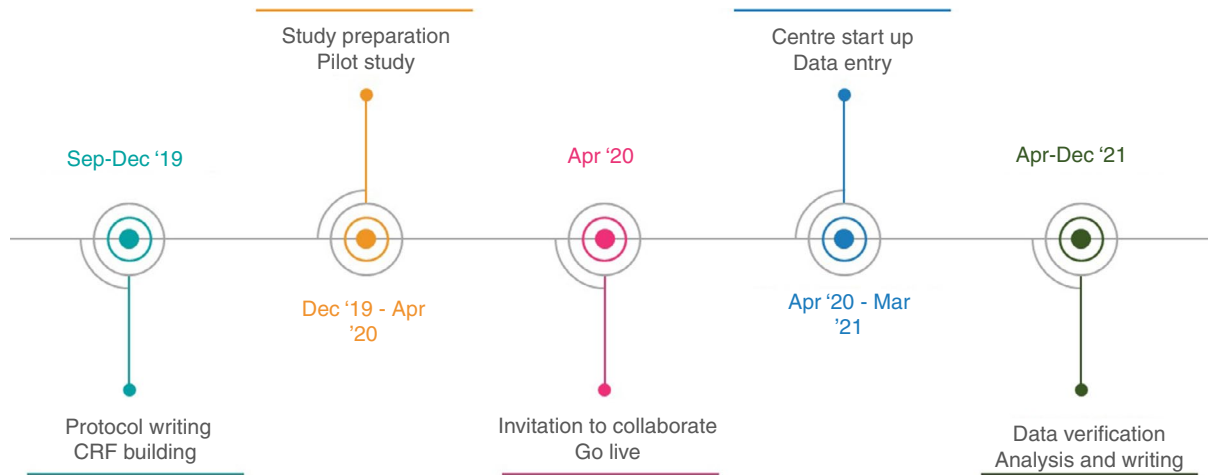 Study preparation
Pilot study
Centre start up
Data entry
Sep-Dec ‘19
Apr ‘20
Apr-Dec ‘21
Dec ‘19 - Apr
’20
Apr ‘20 - Mar
’21
Protocol writing
CRF building
Invitation to collaborate
Go live
Data verification
Analysis and writing